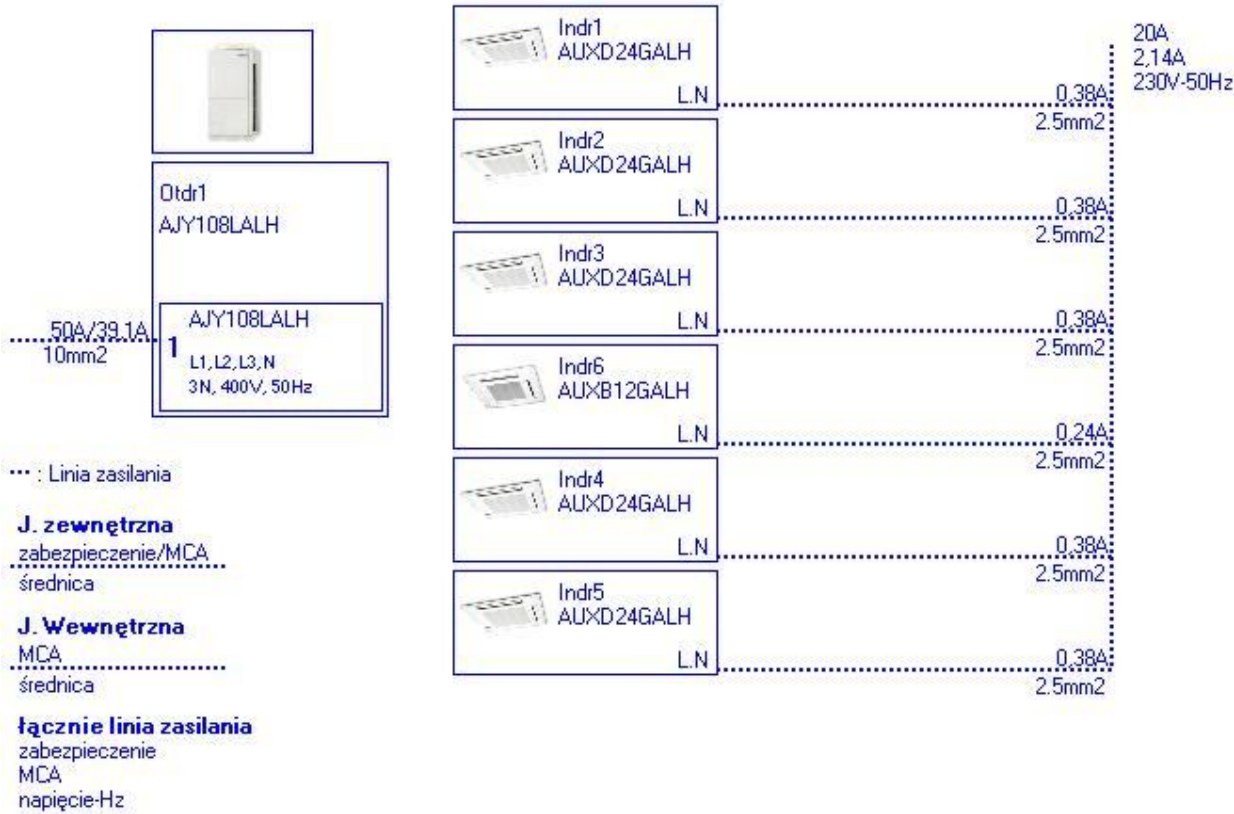 Otdr1
AJY108LALH
50A/39.1A
10mm2
1
AJY108LALH
L1,L2,L3,N
3N, 400V, 50Hz
Indr1
AUXD24GALH
L.N
0.38A
2.5mm2
Indr2
AUXD24GALH
L.N
0.38A
2.5mm2
Indr3
AUXD24GALH
L.N
0.38A
2.5mm2
Indr6
AUXB12GALH
L.N
0.24A
2.5mm2
Indr4
AUXD24GALH
L.N
0.38A
2.5mm2
Indr5
AUXD24GALH
L.N
0.38A
2.5mm2
20A
2,14A
230V-50Hz
··· : Linia zasilania
J. zewnętrzna
zabezpieczenie/MCA
średnica
J. Wewnętrzna
MCA
średnica
łącznie linia zasilania
zabezpieczenie
MCA
napięcie-Hz